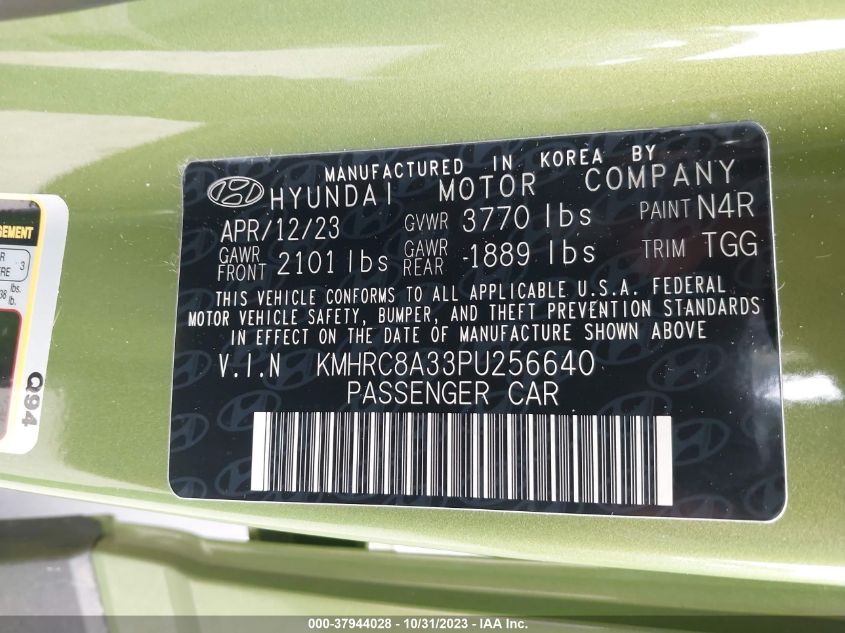 MANUFACTURED IN KOREA BY
HYUNDAI MOTOR COMPANY
APR/12/23 GVWR 3770 lbs PAINT N4R
GAWR FRONT 2101 lbs GAWR REAR 1889 lbs TRIM TGG
THIS VEHICLE CONFORMS TO ALL APPLICABLE U.S.A. FEDERAL
MOTOR VEHICLE SAFETY, BUMPER, AND THEFT PREVENTION STANDARDS
IN EFFECT ON THE DATE OF MANUFACTURE SHOWN ABOVE
V.I.N KMHRC8A33PU256640
PASSENGER CAR
3
lbs.
lb.
Q94
000-37944028 - 10/31/2023 - IAA Inc.